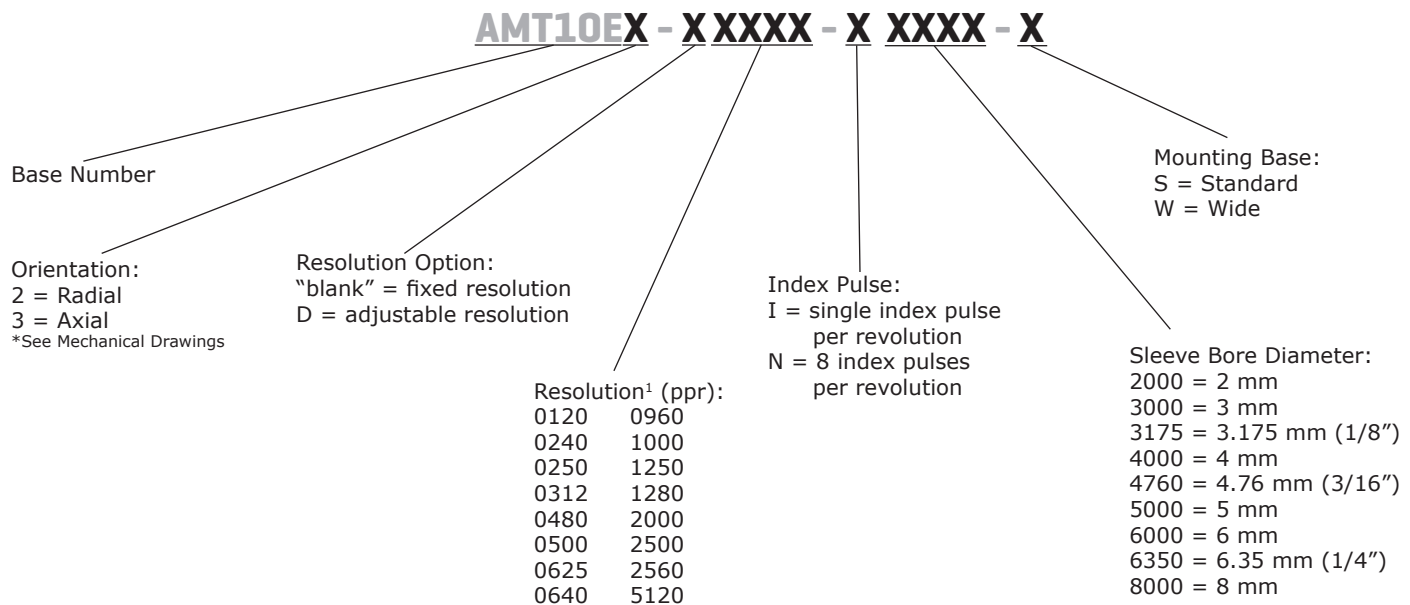 AMT10EX - X XXXX - X XXXX - X
Base Number
Orientation:
2 = Radial
3 = Axial
*See Mechanical Drawings
Resolution Option:
“blank” = fixed resolution
D = adjustable resolution
Resolution¹ (ppr):
0120 0960
0240 1000
0250 1250
0312 1280
0480 2000
0500 2500
0625 2560
0640 5120
Index Pulse:
I = single index pulse
per revolution
N = 8 index pulses
per revolution
Sleeve Bore Diameter:
2000 = 2 mm
3000 = 3 mm
3175 = 3.175 mm (1/8”)
4000 = 4 mm
4760 = 4.76 mm (3/16”)
5000 = 5 mm
6000 = 6 mm
6350 = 6.35 mm (1/4”)
8000 = 8 mm
Mounting Base:
S = Standard
W = Wide